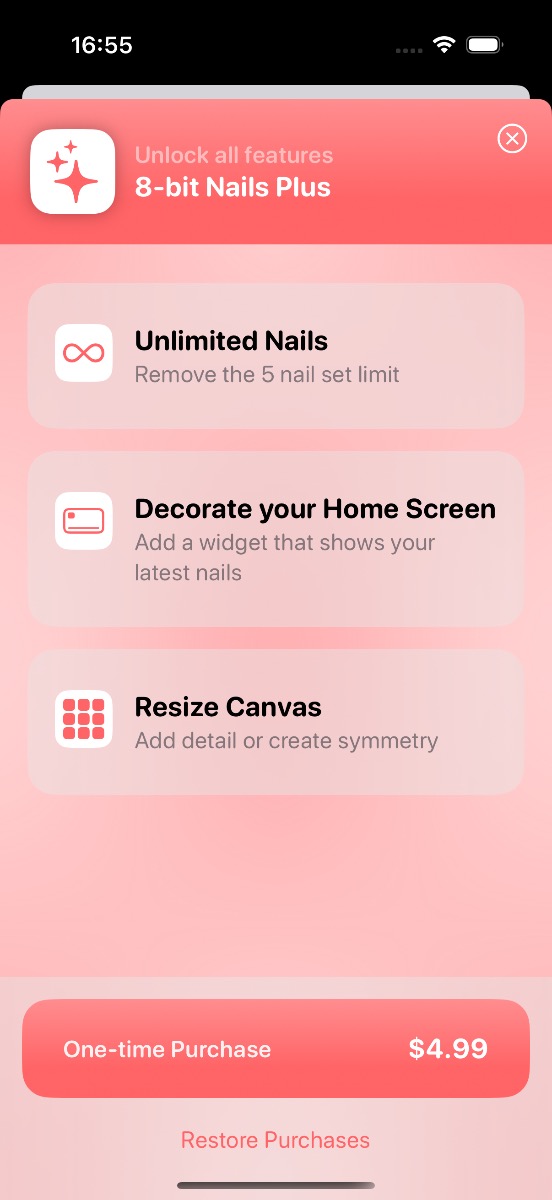 16:55
Unlock all features
8-bit Nails Plus
Unlimited Nails
Remove the 5 nail set limit
Decorate your Home Screen
Add a widget that shows your
latest nails
Resize Canvas
Add detail or create symmetry
One-time Purchase $4.99
Restore Purchases